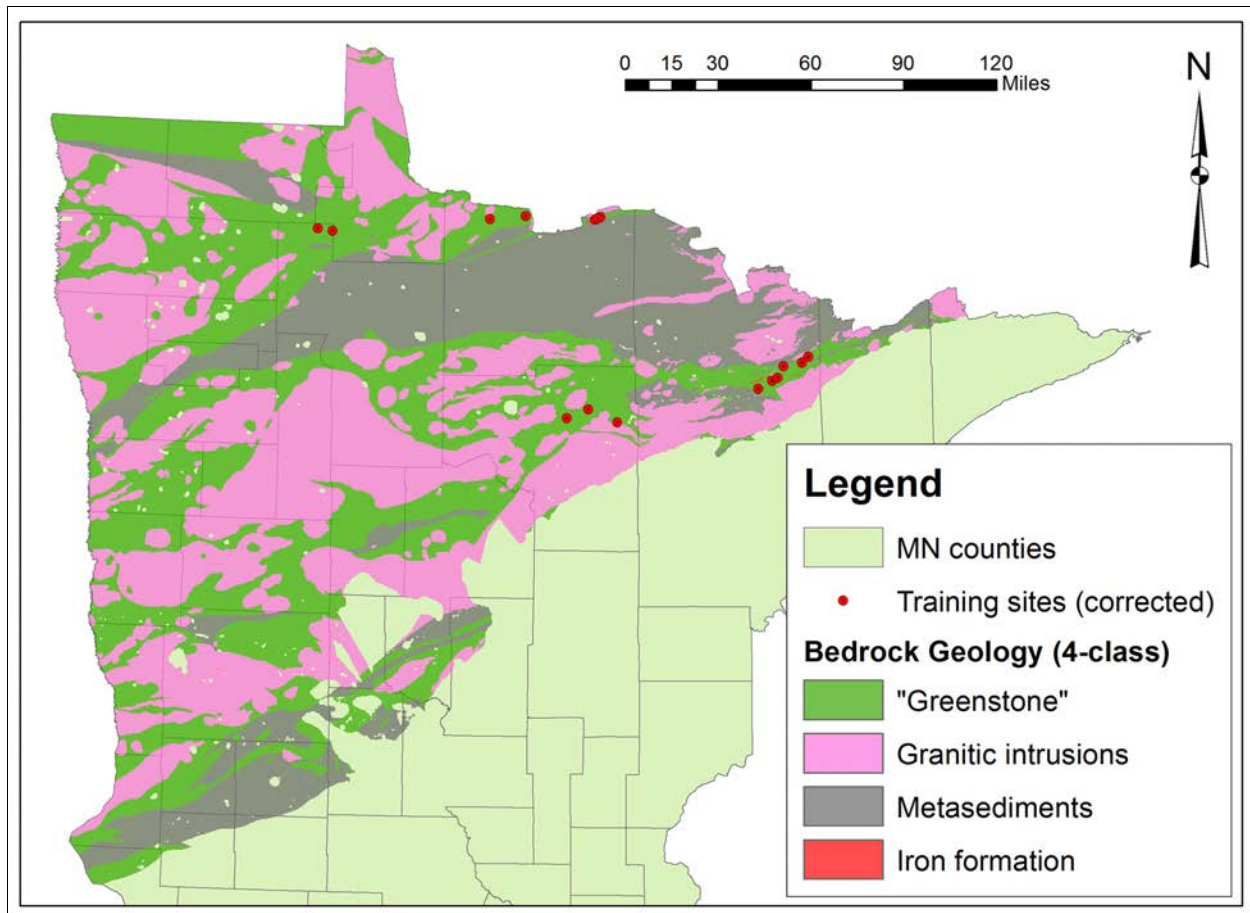 0 15 30 60 90 120
Miles
N
Legend
MN counties
Training sites (corrected)
Bedrock Geology (4-class)
"Greenstone"
Granitic intrusions
Metasediments
Iron formation